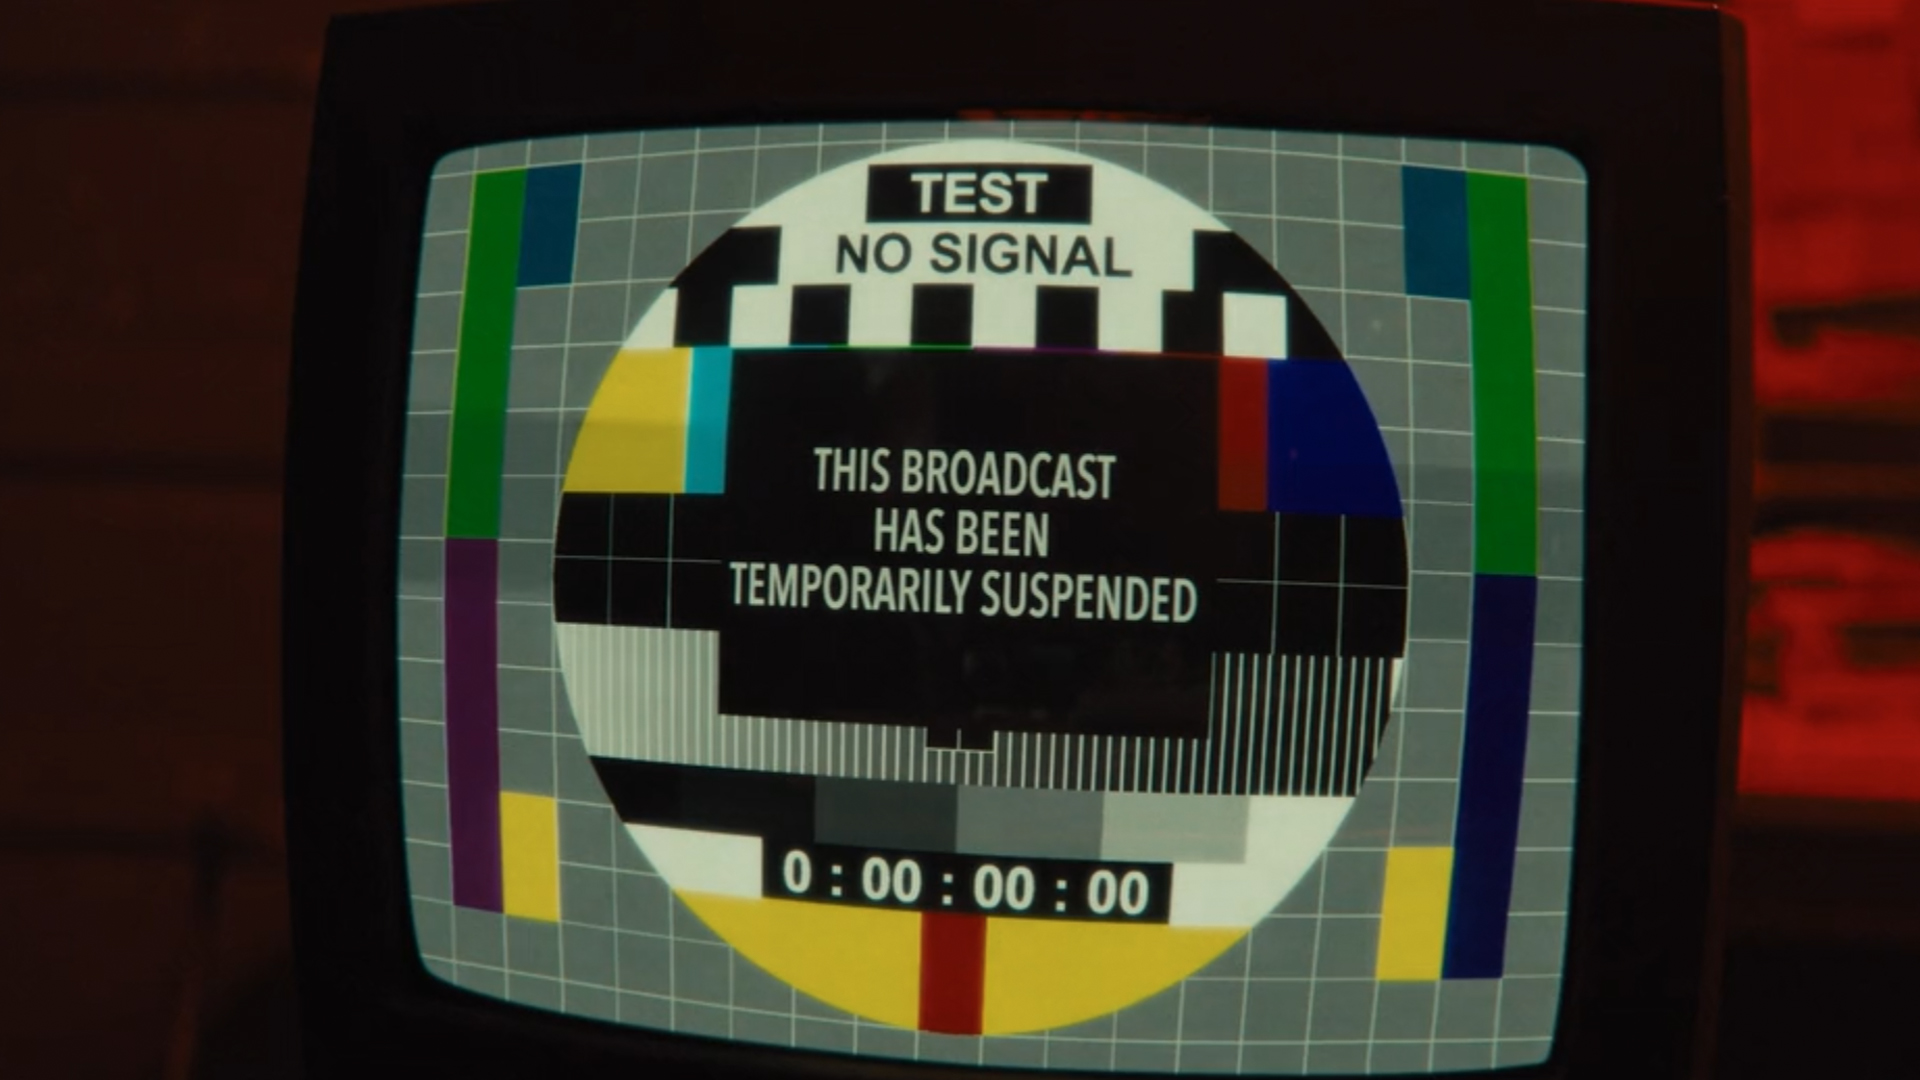 TEST
NO SIGNAL
THIS BROADCAST
HAS BEEN
TEMPORARILY SUSPENDED
0 : 00 : 00 : 00